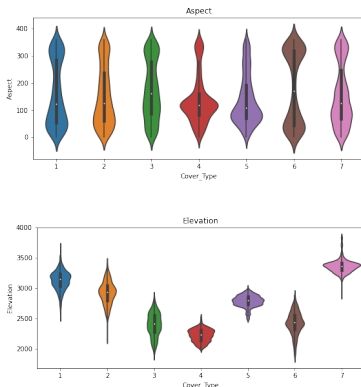 Aspect
400
300
200
100
0
Aspect
1 2 3 4 5 6 7
Cover_Type
Elevation
4000
3500
3000
2500
2000
Elevation
1 2 3 4 5 6 7
Cover_Type